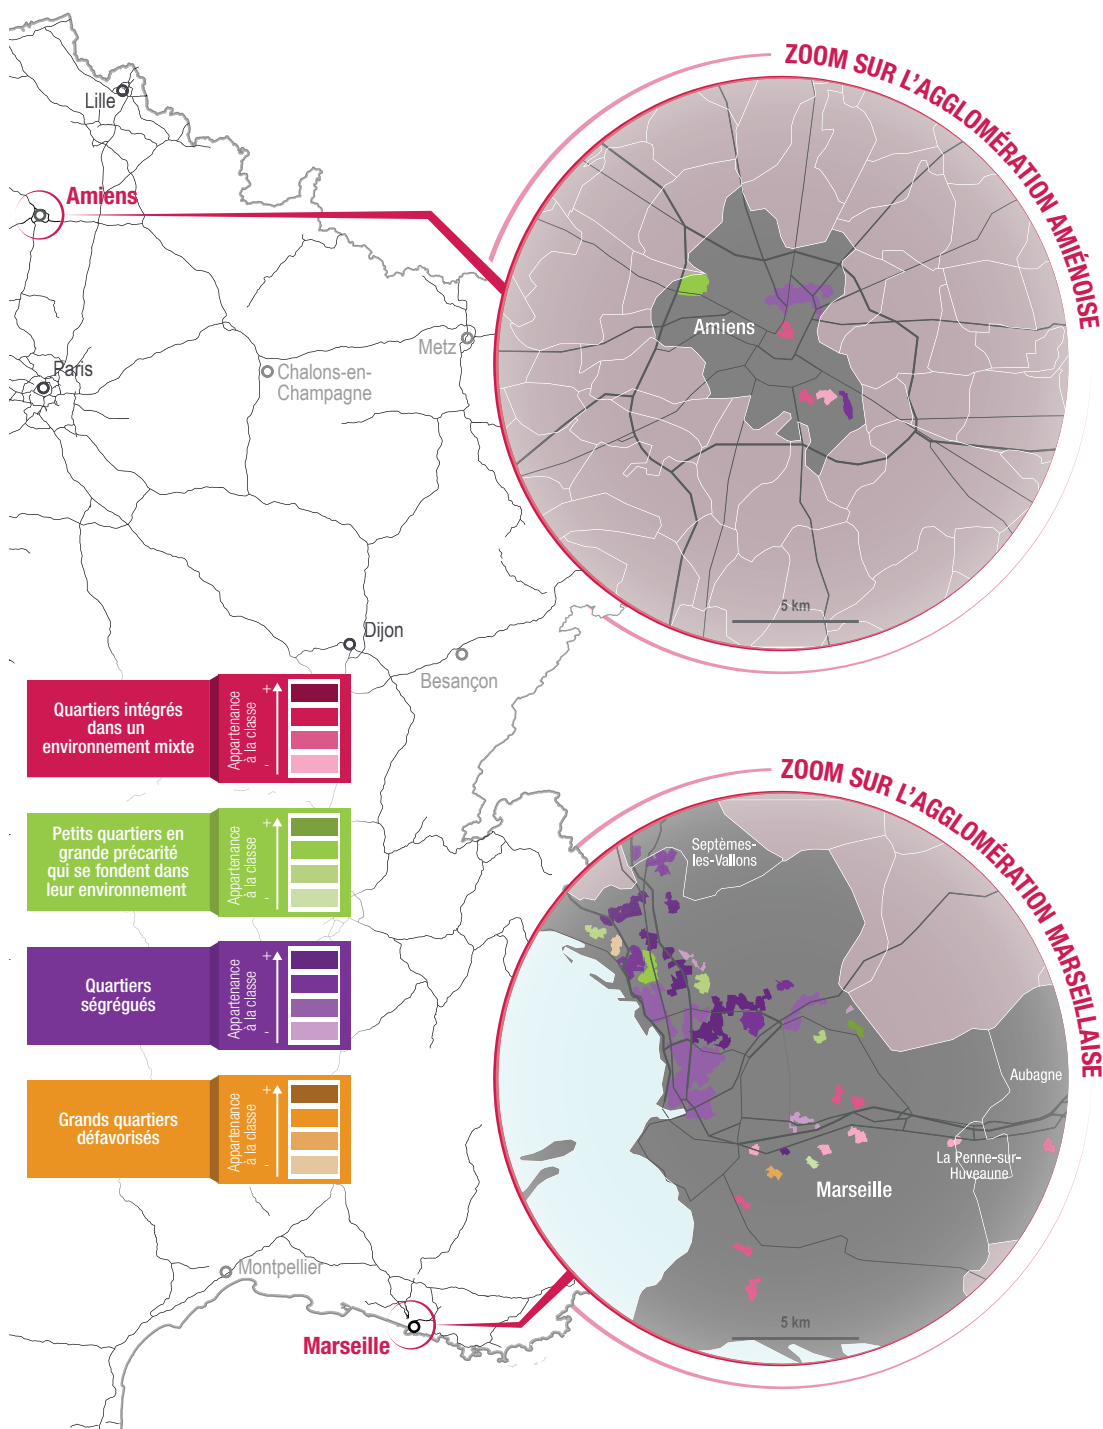 ZOOM SUR L'AGGLOMÉRATION AMIÉNOISE
Lille
Amiens
Amiens
Metz
Paris
Chalons-en-
Champagne
5 km
Dijon
Besançon
Quartiers intégrés
dans un
environnement mixte
Appartenance
à la classe
+
-
Petits quartiers en
grande précarité
qui se fondent dans
leur environnement
Appartenance
à la classe
+
-
Quartiers
ségrégués
Appartenance
à la classe
+
-
Grands quartiers
défavorisés
Appartenance
à la classe
+
-
ZOOM SUR L'AGGLOMÉRATION MARSEILLAISE
Septèmes-
les-Vallons
Aubagne
La Penne-sur-
Huveaune
Marseille
5 km
Montpellier
Marseille